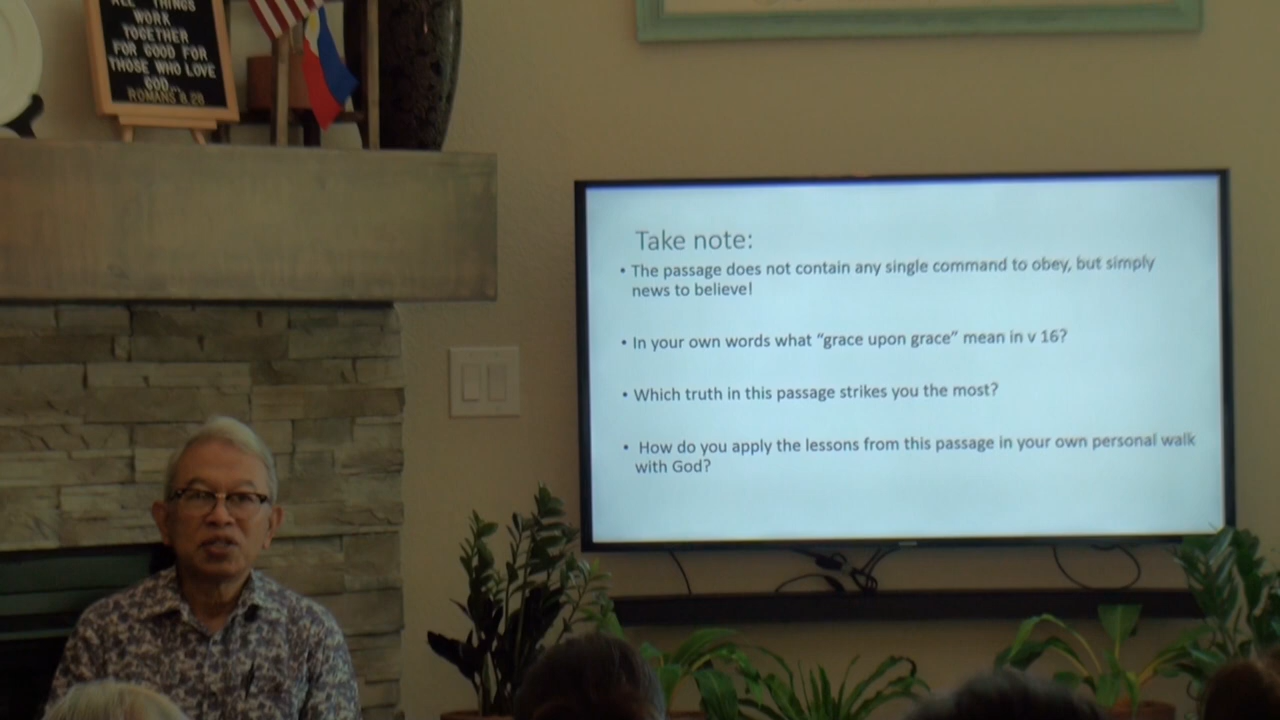 ALL THINGS
WORK
TOGETHER
FOR GOOD FOR
THOSE WHO LOVE
GOD...
ROMANS 8:28
Take note:
• The passage does not contain any single command to obey, but simply
news to believe!
• In your own words what “grace upon grace” mean in v 16?
• Which truth in this passage strikes you the most?
• How do you apply the lessons from this passage in your own personal walk
with God?